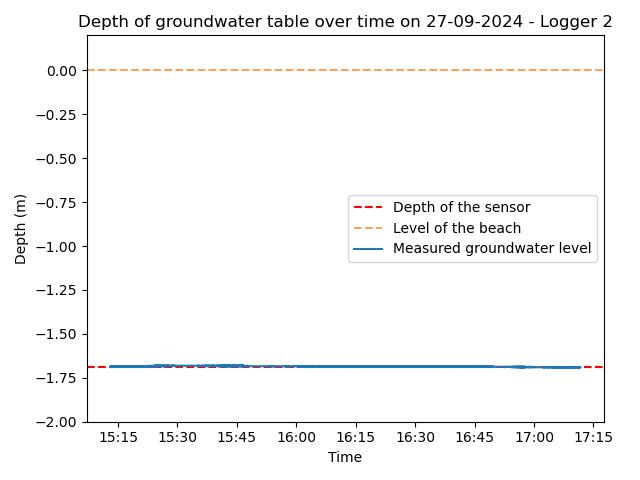 Depth of groundwater table over time on 27-09-2024 - Logger 2
0.00
−0.25
−0.50
−0.75
−1.00
−1.25
−1.50
−1.75
−2.00
Depth (m)
Depth of the sensor
Level of the beach
Measured groundwater level
15:15 15:30 15:45 16:00 16:15 16:30 16:45 17:00 17:15
Time